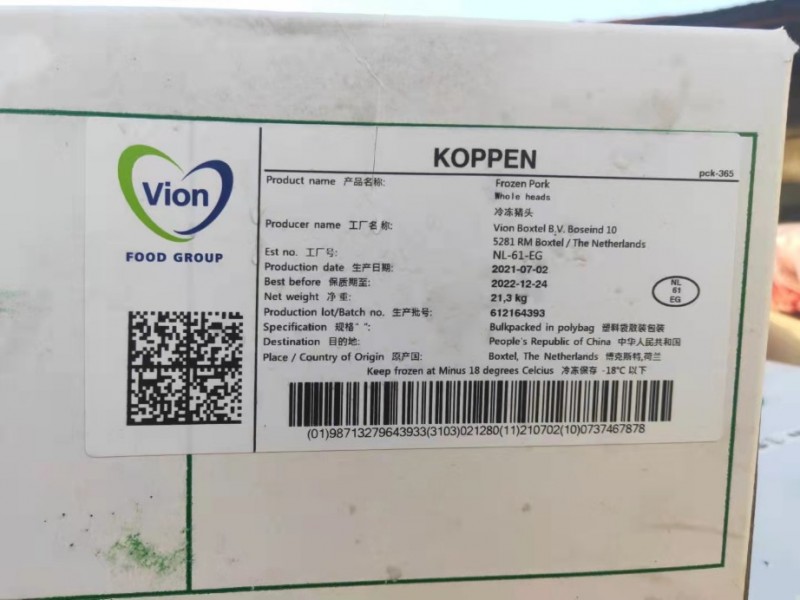 Vion
FOOD GROUP
KOPPEN
pck-365
Product name 产品名称: Frozen Pork
Whole heads
冷冻猪头
Producer name 工厂名称: Vion Boxtel B.V. Boseind 10
5281 RM Boxtel / The Netherlands
Est no. 工厂号: NL-61-EG
Production date 生产日期: 2021-07-02
Best before 保质期至: 2022-12-24
Net weight 净重: 21,3 kg
NL
61
EG
Production lot/Batch no. 生产批号: 612164393
Specification 规格" ": Bulkpacked in polybag 塑料袋散装包装
Destination 目的地: People's Republic of China 中华人民共和国
Place / Country of Origin 原产国: Boxtel, The Netherlands 博克斯特,荷兰
Keep frozen at Minus 18 degrees Celcius 冷冻保存 -18℃ 以下
(01)98713279643933(3103)021280(11)210702(10)0737467878